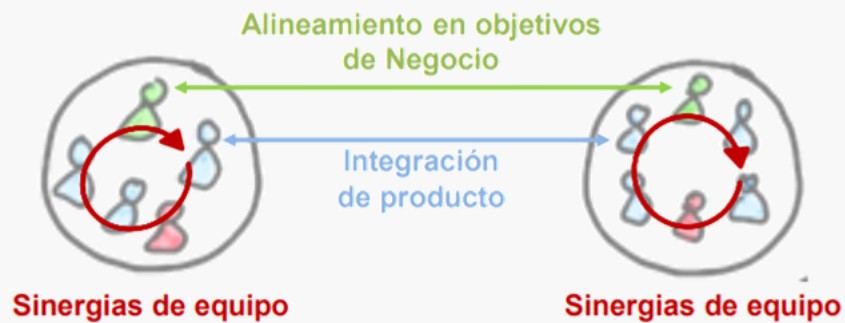 Alineamiento en objetivos
de Negocio
Integración
de producto
Sinergias de equipo
Sinergias de equipo